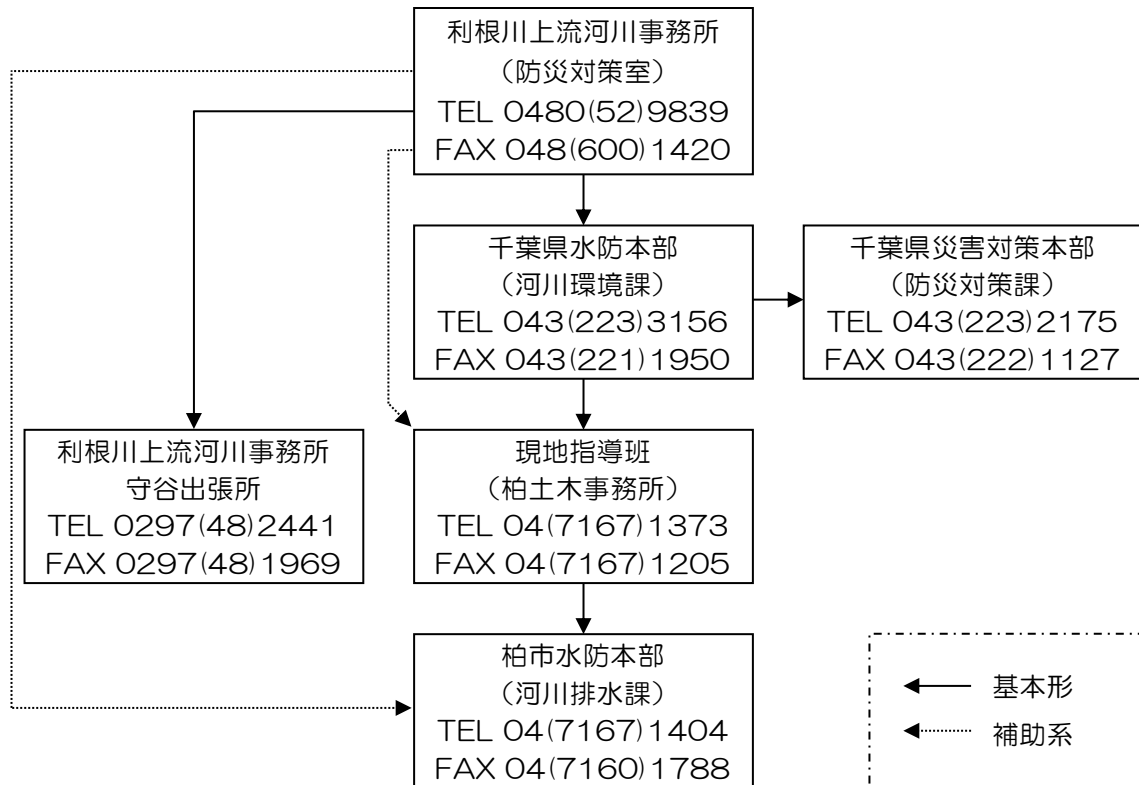 利根川上流河川事務所
（防災対策室）
TEL 0480(52)9839
FAX 048(600)1420
千葉県水防本部
（河川環境課）
TEL 043(223)3156
FAX 043(221)1950
千葉県災害対策本部
（防災対策課）
TEL 043(223)2175
FAX 043(222)1127
利根川上流河川事務所
守谷出張所
TEL 0297(48)2441
FAX 0297(48)1969
現地指導班
（柏土木事務所）
TEL 04(7167)1373
FAX 04(7167)1205
柏市水防本部
（河川排水課）
TEL 04(7167)1404
FAX 04(7160)1788
基本形
補助系